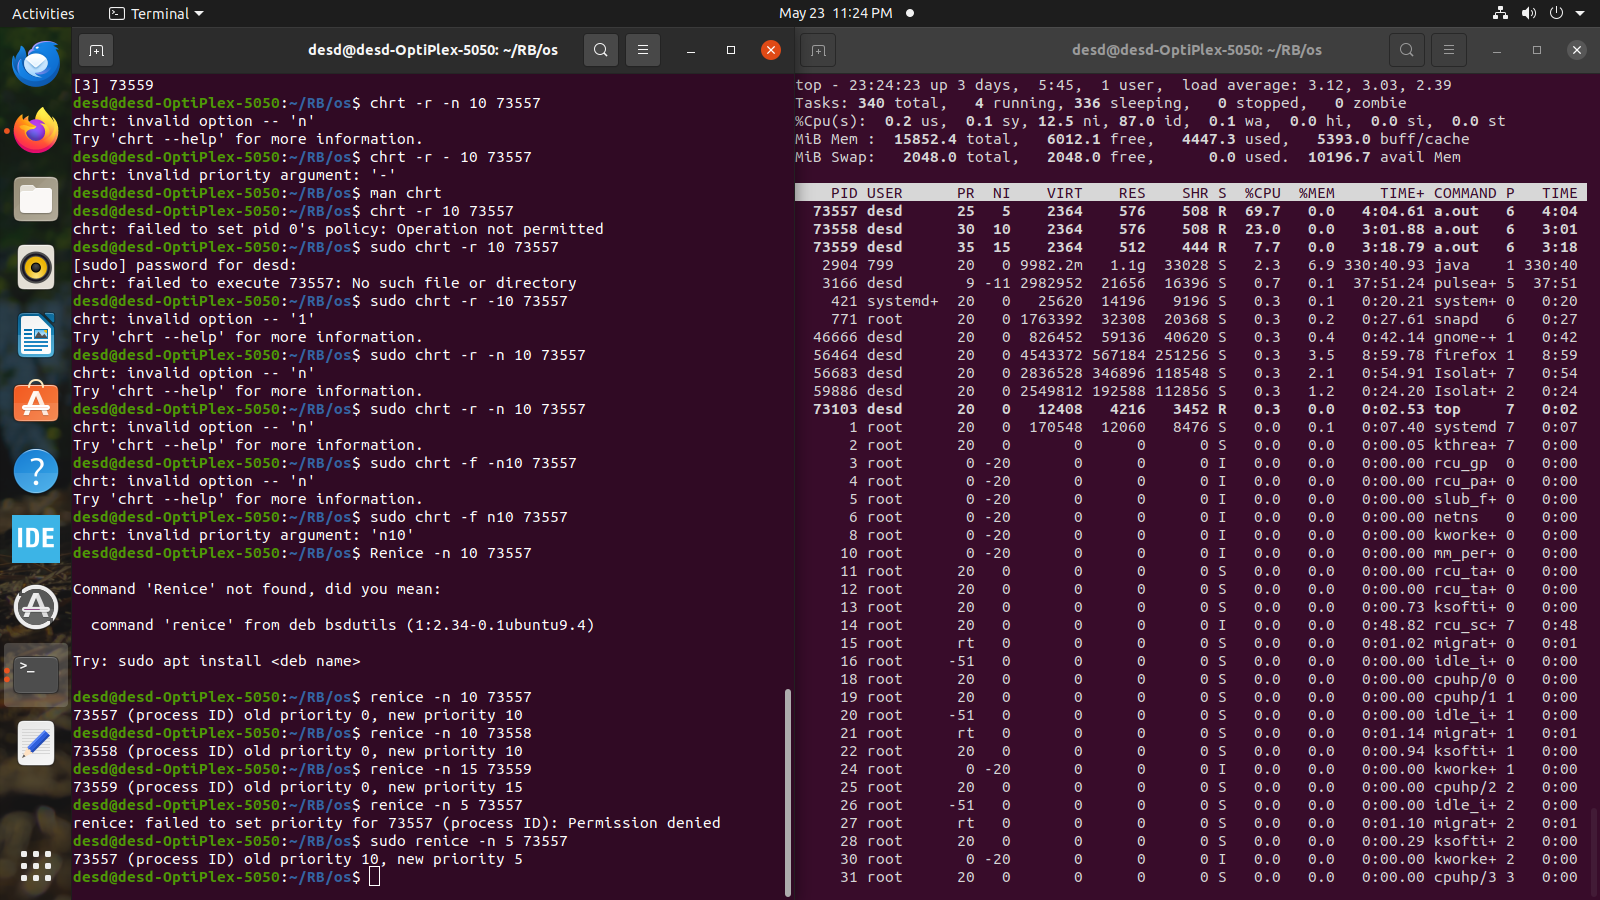 Activities
Terminal
May 23 11:24 PM
desd@desd-OptiPlex-5050: ~/RB/os
[3] 73559
desd@desd-OptiPlex-5050:~/RB/os$ chrt -r -n 10 73557
chrt: invalid option -- 'n'
Try 'chrt --help' for more information.
desd@desd-OptiPlex-5050:~/RB/os$ chrt -r - 10 73557
chrt: invalid priority argument: '-'
desd@desd-OptiPlex-5050:~/RB/os$ man chrt
desd@desd-OptiPlex-5050:~/RB/os$ chrt -r 10 73557
chrt: failed to set pid 0's policy: Operation not permitted
desd@desd-OptiPlex-5050:~/RB/os$ sudo chrt -r 10 73557
[sudo] password for desd:
chrt: failed to execute 73557: No such file or directory
desd@desd-OptiPlex-5050:~/RB/os$ sudo chrt -r -10 73557
chrt: invalid option -- '1'
Try 'chrt --help' for more information.
desd@desd-OptiPlex-5050:~/RB/os$ sudo chrt -r -n 10 73557
chrt: invalid option -- 'n'
Try 'chrt --help' for more information.
desd@desd-OptiPlex-5050:~/RB/os$ sudo chrt -r -n 10 73557
chrt: invalid option -- 'n'
Try 'chrt --help' for more information.
desd@desd-OptiPlex-5050:~/RB/os$ sudo chrt -f -n10 73557
chrt: invalid option -- 'n'
Try 'chrt --help' for more information.
desd@desd-OptiPlex-5050:~/RB/os$ sudo chrt -f n10 73557
chrt: invalid priority argument: 'n10'
desd@desd-OptiPlex-5050:~/RB/os$ Renice -n 10 73557
Command 'Renice' not found, did you mean:
command 'renice' from deb bsdutils (1:2.34-0.1ubuntu9.4)
Try: sudo apt install <deb name>
desd@desd-OptiPlex-5050:~/RB/os$ renice -n 10 73557
73557 (process ID) old priority 0, new priority 10
desd@desd-OptiPlex-5050:~/RB/os$ renice -n 10 73558
73558 (process ID) old priority 0, new priority 10
desd@desd-OptiPlex-5050:~/RB/os$ renice -n 15 73559
73559 (process ID) old priority 0, new priority 15
desd@desd-OptiPlex-5050:~/RB/os$ renice -n 5 73557
renice: failed to set priority for 73557 (process ID): Permission denied
desd@desd-OptiPlex-5050:~/RB/os$ sudo renice -n 5 73557
73557 (process ID) old priority 10, new priority 5
desd@desd-OptiPlex-5050:~/RB/os$
desd@desd-OptiPlex-5050: ~/RB/os
top - 23:24:23 up 3 days, 5:45, 1 user, load average: 3.12, 3.03, 2.39
Tasks: 340 total, 4 running, 336 sleeping, 0 stopped, 0 zombie
%Cpu(s): 0.2 us, 0.1 sy, 12.5 ni, 87.0 id, 0.1 wa, 0.0 hi, 0.0 si, 0.0 st
MiB Mem : 15852.4 total, 6012.1 free, 4447.3 used, 5393.0 buff/cache
MiB Swap: 2048.0 total, 2048.0 free, 0.0 used. 10196.7 avail Mem
PID USER PR NI VIRT RES SHR S %CPU %MEM TIME+ COMMAND P TIME
73557 desd 25 5 2364 576 508 R 69.7 0.0 4:04.61 a.out 6 4:04
73558 desd 30 10 2364 576 508 R 23.0 0.0 3:01.88 a.out 6 3:01
73559 desd 35 15 2364 512 444 R 7.7 0.0 3:18.79 a.out 6 3:18
2904 799 20 0 9982.2m 1.1g 33028 S 2.3 6.9 330:40.93 java 1 330:40
3166 desd 9 -11 2982952 21656 16396 S 0.7 0.1 37:51.24 pulsea+ 5 37:51
421 systemd+ 20 0 25620 14196 9196 S 0.3 0.1 0:20.21 system+ 0 0:20
771 root 20 0 1763392 32308 20368 S 0.3 0.2 0:27.61 snapd 6 0:27
46666 desd 20 0 826452 59136 40620 S 0.3 0.4 0:42.14 gnome-+ 1 0:42
56464 desd 20 0 4543372 567184 251256 S 0.3 3.5 8:59.78 firefox 1 8:59
56683 desd 20 0 2836528 346896 118548 S 0.3 2.1 0:54.91 Isolat+ 7 0:54
59886 desd 20 0 2549812 192588 112856 S 0.3 1.2 0:24.20 Isolat+ 2 0:24
73103 desd 20 0 12408 4216 3452 R 0.3 0.0 0:02.53 top 7 0:02
1 root 20 0 170548 12060 8476 S 0.0 0.1 0:07.40 systemd 7 0:07
2 root 20 0 0 0 0 S 0.0 0.0 0:00.05 kthrea+ 7 0:00
3 root 0 -20 0 0 0 I 0.0 0.0 0:00.00 rcu_gp 0 0:00
4 root 0 -20 0 0 0 I 0.0 0.0 0:00.00 rcu_pa+ 0 0:00
5 root 0 -20 0 0 0 I 0.0 0.0 0:00.00 slub_f+ 0 0:00
6 root 0 -20 0 0 0 I 0.0 0.0 0:00.00 netns 0 0:00
8 root 0 -20 0 0 0 I 0.0 0.0 0:00.00 kworke+ 0 0:00
10 root 0 -20 0 0 0 I 0.0 0.0 0:00.00 mm_per+ 0 0:00
11 root 20 0 0 0 0 S 0.0 0.0 0:00.00 rcu_ta+ 0 0:00
12 root 20 0 0 0 0 S 0.0 0.0 0:00.00 rcu_ta+ 0 0:00
13 root 20 0 0 0 0 S 0.0 0.0 0:00.73 ksofti+ 0 0:00
14 root 20 0 0 0 0 I 0.0 0.0 0:48.82 rcu_sc+ 7 0:48
15 root rt 0 0 0 0 S 0.0 0.0 0:01.02 migrat+ 0 0:01
16 root -51 0 0 0 0 S 0.0 0.0 0:00.00 idle_i+ 0 0:00
18 root 20 0 0 0 0 S 0.0 0.0 0:00.00 cpuhp/0 0 0:00
19 root 20 0 0 0 0 S 0.0 0.0 0:00.00 cpuhp/1 1 0:00
20 root -51 0 0 0 0 S 0.0 0.0 0:00.00 idle_i+ 1 0:00
21 root rt 0 0 0 0 S 0.0 0.0 0:01.14 migrat+ 1 0:01
22 root 20 0 0 0 0 S 0.0 0.0 0:00.94 ksofti+ 1 0:00
24 root 0 -20 0 0 0 I 0.0 0.0 0:00.00 kworke+ 1 0:00
25 root 20 0 0 0 0 S 0.0 0.0 0:00.00 cpuhp/2 2 0:00
26 root -51 0 0 0 0 S 0.0 0.0 0:00.00 idle_i+ 2 0:00
27 root rt 0 0 0 0 S 0.0 0.0 0:01.10 migrat+ 2 0:01
28 root 20 0 0 0 0 S 0.0 0.0 0:00.29 ksofti+ 2 0:00
30 root 0 -20 0 0 0 I 0.0 0.0 0:00.00 kworke+ 2 0:00
31 root 20 0 0 0 0 S 0.0 0.0 0:00.00 cpuhp/3 3 0:00
IDE